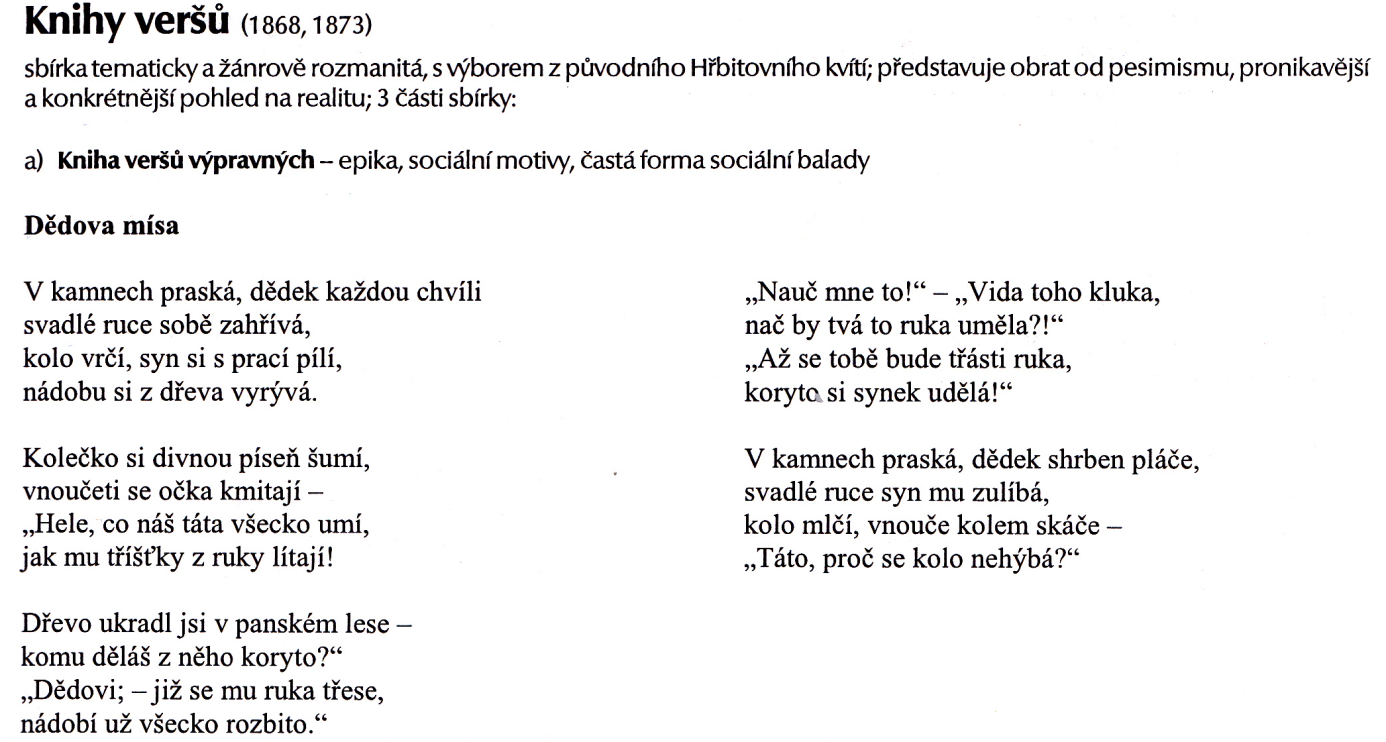 Knihy veršů (1868, 1873)
sbírka tematicky a žánrově rozmanitá, s výborem z původního Hřbitovního kvítí; představuje obrat od pesimismu, pronikavější
a konkrétnější pohled na realitu; 3 části sbírky:
a) Kniha veršů výpravných – epika, sociální motivy, častá forma sociální balady
Dědova mísa
V kamnech praská, dědek každou chvíli
svadlé ruce sobě zahřívá,
kolo vrčí, syn si s prací pílí,
nádobu si z dřeva vyrývá.
Kolečko si divnou píseň šumí,
vnoučeti se očka kmitají –
„Hele, co náš táta všecko umí,
jak mu tříšťky z ruky lítají!
Dřevo ukradl jsi v panském lese –
komu děláš z něho koryto?“
„Dědovi; – již se mu ruka třese,
nádobí už všecko rozbito.“
„Nauč mne to!“ – „Vida toho kluka,
nač by tvá to ruka uměla?!“
„Až se tobě bude třásti ruka,
koryto si synek udělá!“
V kamnech praská, dědek shrben pláče,
svadlé ruce syn mu zulíbá,
kolo mlčí, vnouče kolem skáče –
„Táto, proč se kolo nehýbá?“